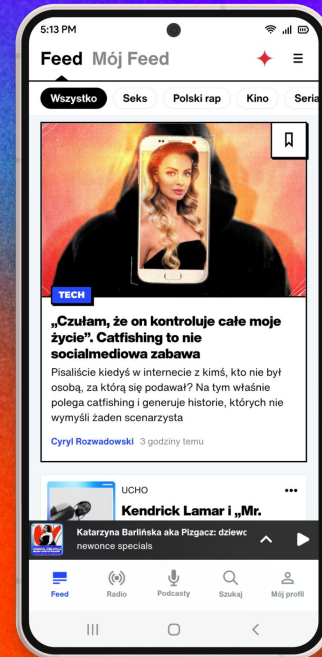 5:13 PM
Feed Mój Feed
Wszystko Seks Polski rap Kino Seria
TECH
„Czułam, że on kontroluje całe moje
życie”. Catfishing to nie
socialmediowa zabawa
Pisaliście kiedyś w internecie z kimś, kto nie był
osobą, za którą się podawał? Na tym właśnie
polega catfishing i generuje historie, których nie
wymyśli żaden scenarzysta
Cyryl Rozwadowski 3 godziny temu
UCHO
Kendrick Lamar i „Mr.
Katarzyna Barlińska aka Pizgacz: dziewc
newonce specials
Feed Radio Podcasty Szukaj Mój profil